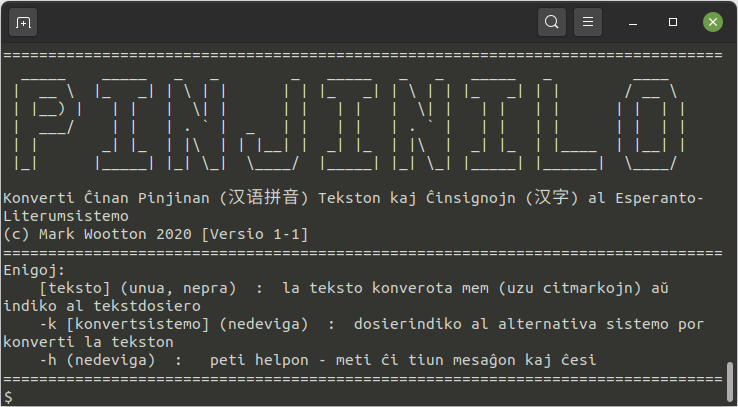 ================================================================================
PINJINILO
Konverti Ĉinan Pinjinan (汉语拼音) Tekston kaj Ĉinsignojn (汉字) al Esperanto-
Literumsistemo
(c) Mark Wootton 2020 [Versio 1-1]
================================================================================
Enigoj:
    [teksto] (unua, nepra)  :  la teksto konverota mem (uzu citmarkojn) aŭ
indiko al tekstdosiero
    -k [konvertsistemo] (nedeviga)  :  dosierindiko al alternativa sistemo por
konverti la tekston
    -h (nedeviga)  :   peti helpon - meti ĉi tiun mesaĝon kaj ĉesi
================================================================================
$